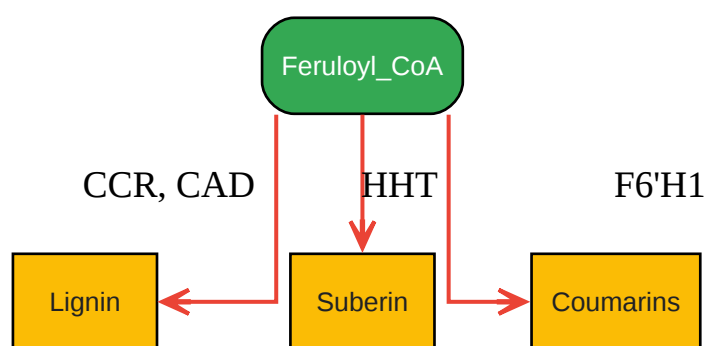 Feruloyl_CoA
CCR, CAD
HHT
F6'H1
Lignin
Suberin
Coumarins